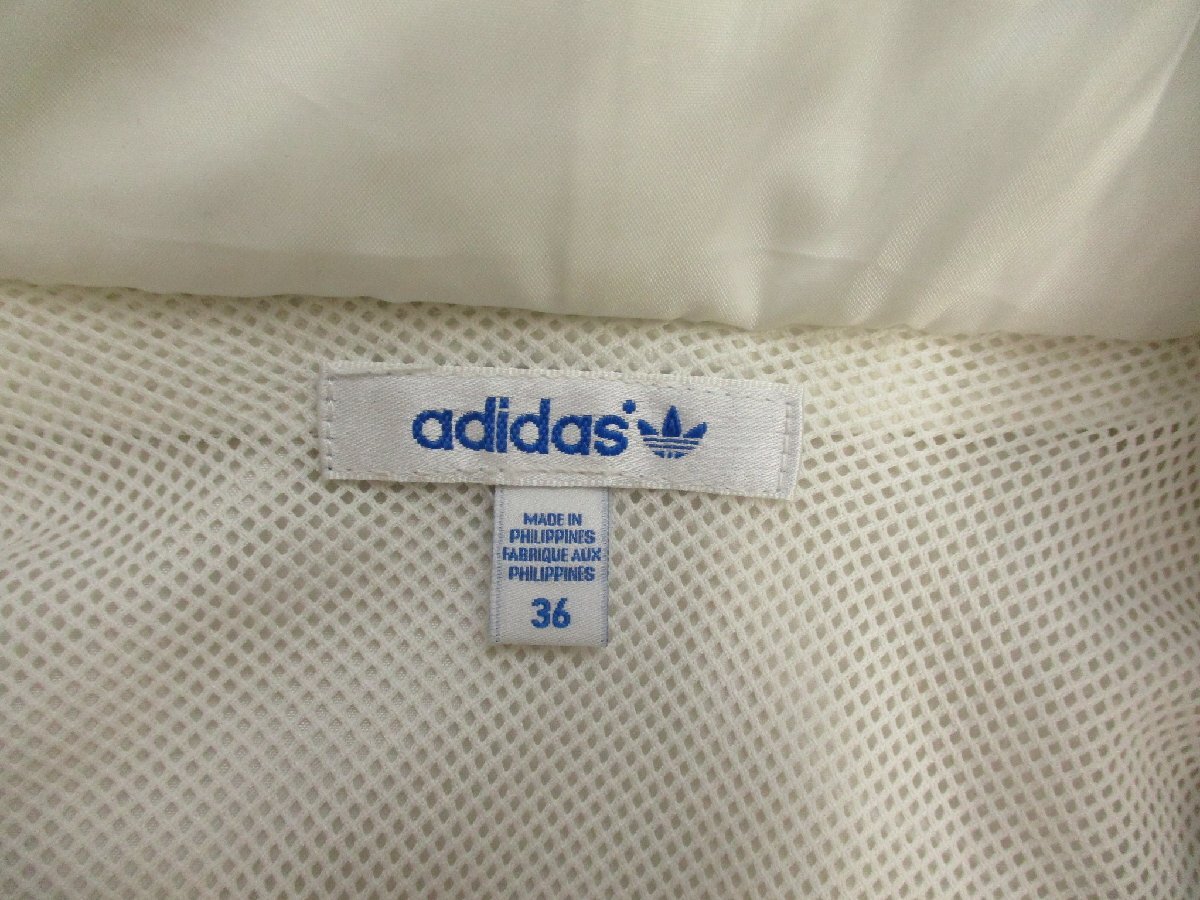 adidas
MADE IN
PHILIPPINES
FABRIQUE AUX
PHILIPPINES
36